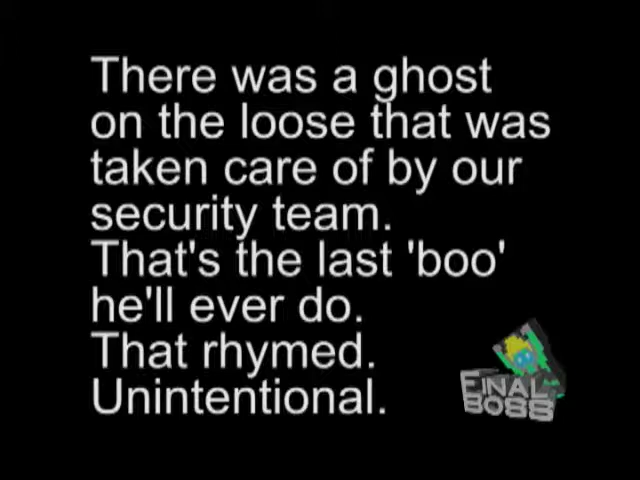 There was a ghost
on the loose that was
taken care of by our
security team.
That's the last 'boo'
he'll ever do.
That rhymed.
Unintentional.
FINAL
BOSS